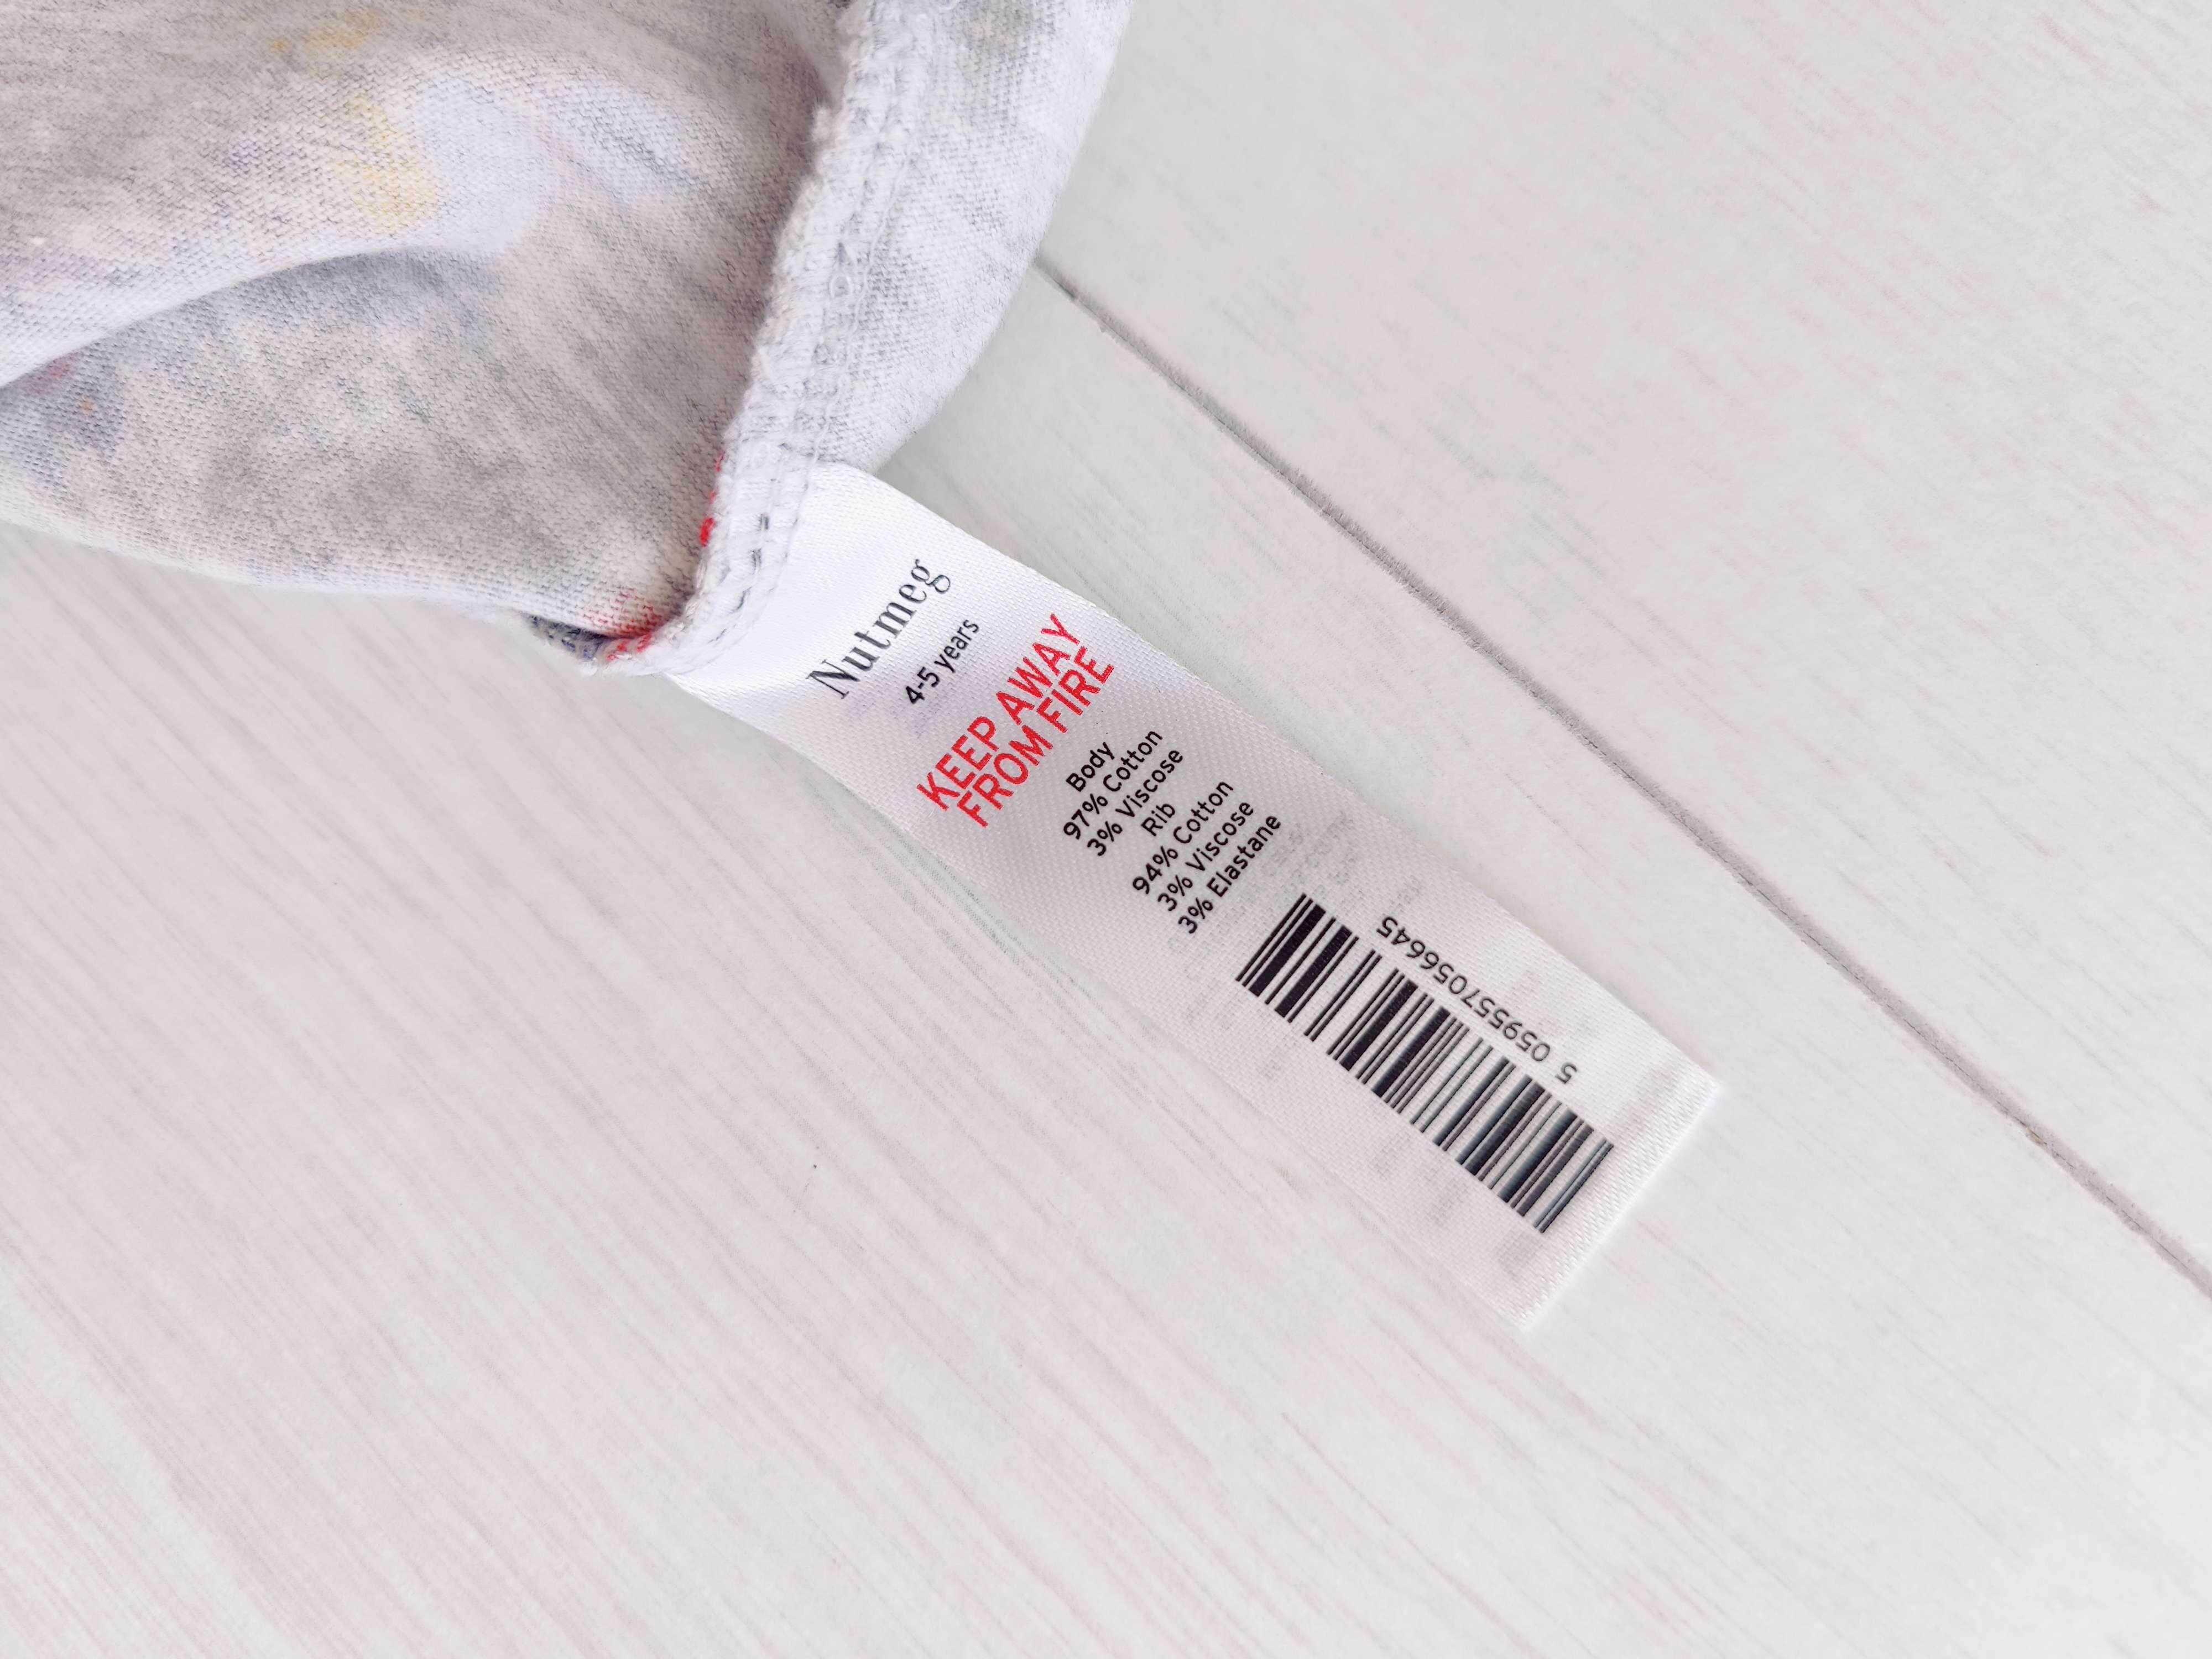 Nutmeg
4-5 years
KEEP AWAY
FROM FIRE
Body
97% Cotton
3% Viscose
Rib
94% Cotton
3% Viscose
3% Elastane
5 059557056645